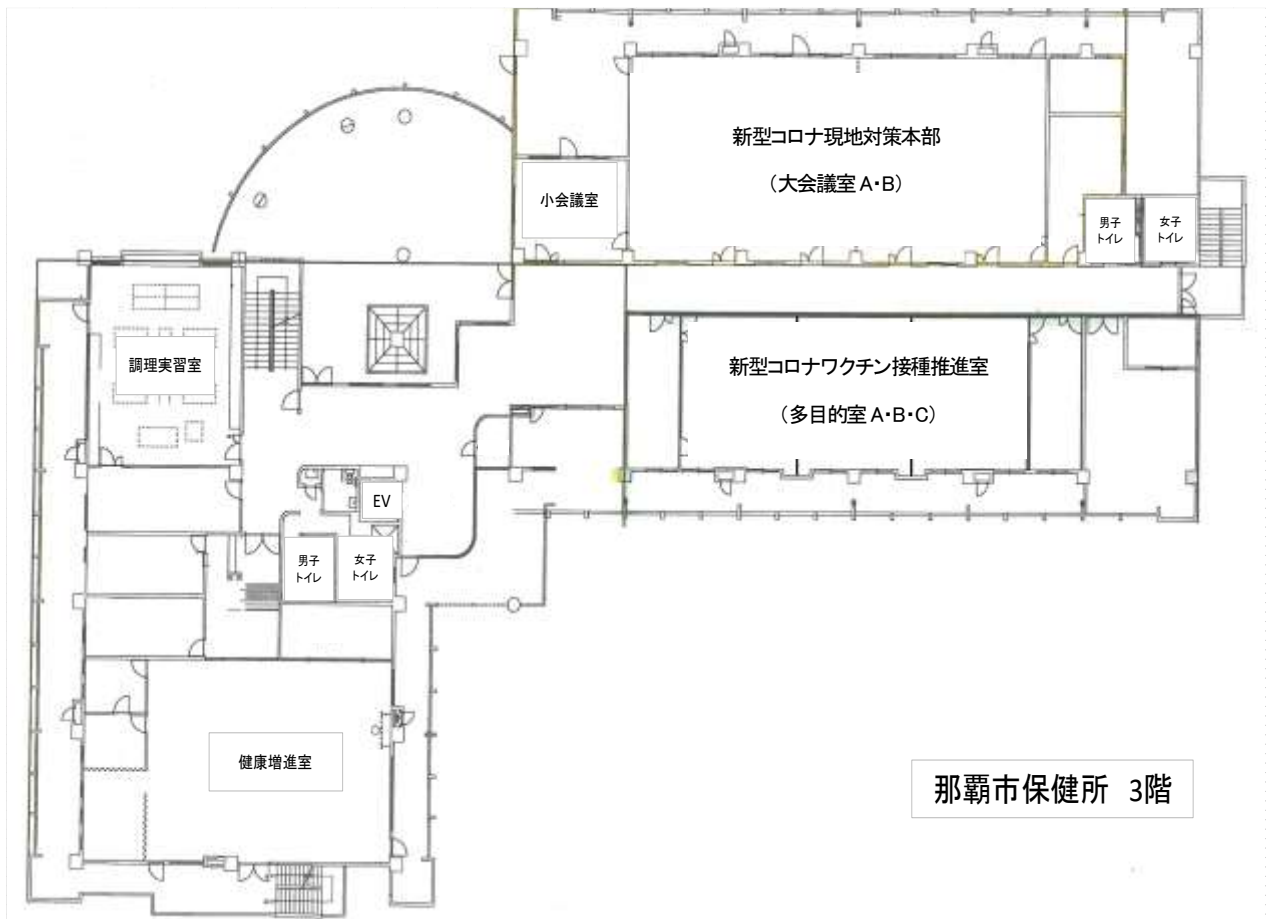 新型コロナ現地対策本部
（大会議室 A・B）
小会議室
男子
トイレ
女子
トイレ
調理実習室
新型コロナワクチン接種推進室
（多目的室 A・B・C）
EV
男子
トイレ
女子
トイレ
健康増進室
那覇市保健所 3階